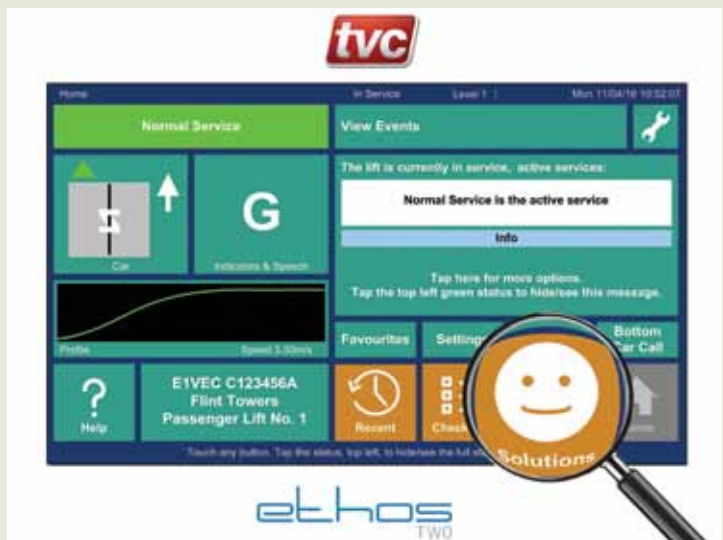 tvc
Home In Service Level 1 : Mon 11/04/16 10:52:07
Normal Service
View Events
The lift is currently in service, active services:
Normal Service is the active service
Info
Tap here for more options.
Tap the top left green status to hide/see this message.
Car
G
Indicators & Speech
Profile Speed 3.50m/s
Favourites
Settings
Bottom
Car Call
?
Help
E1VEC C123456A
Flint Towers
Passenger Lift No. 1
Recent
Check
Solutions
Touch any button. Tap the status, top left, to hide/see the full
ethos
TWO